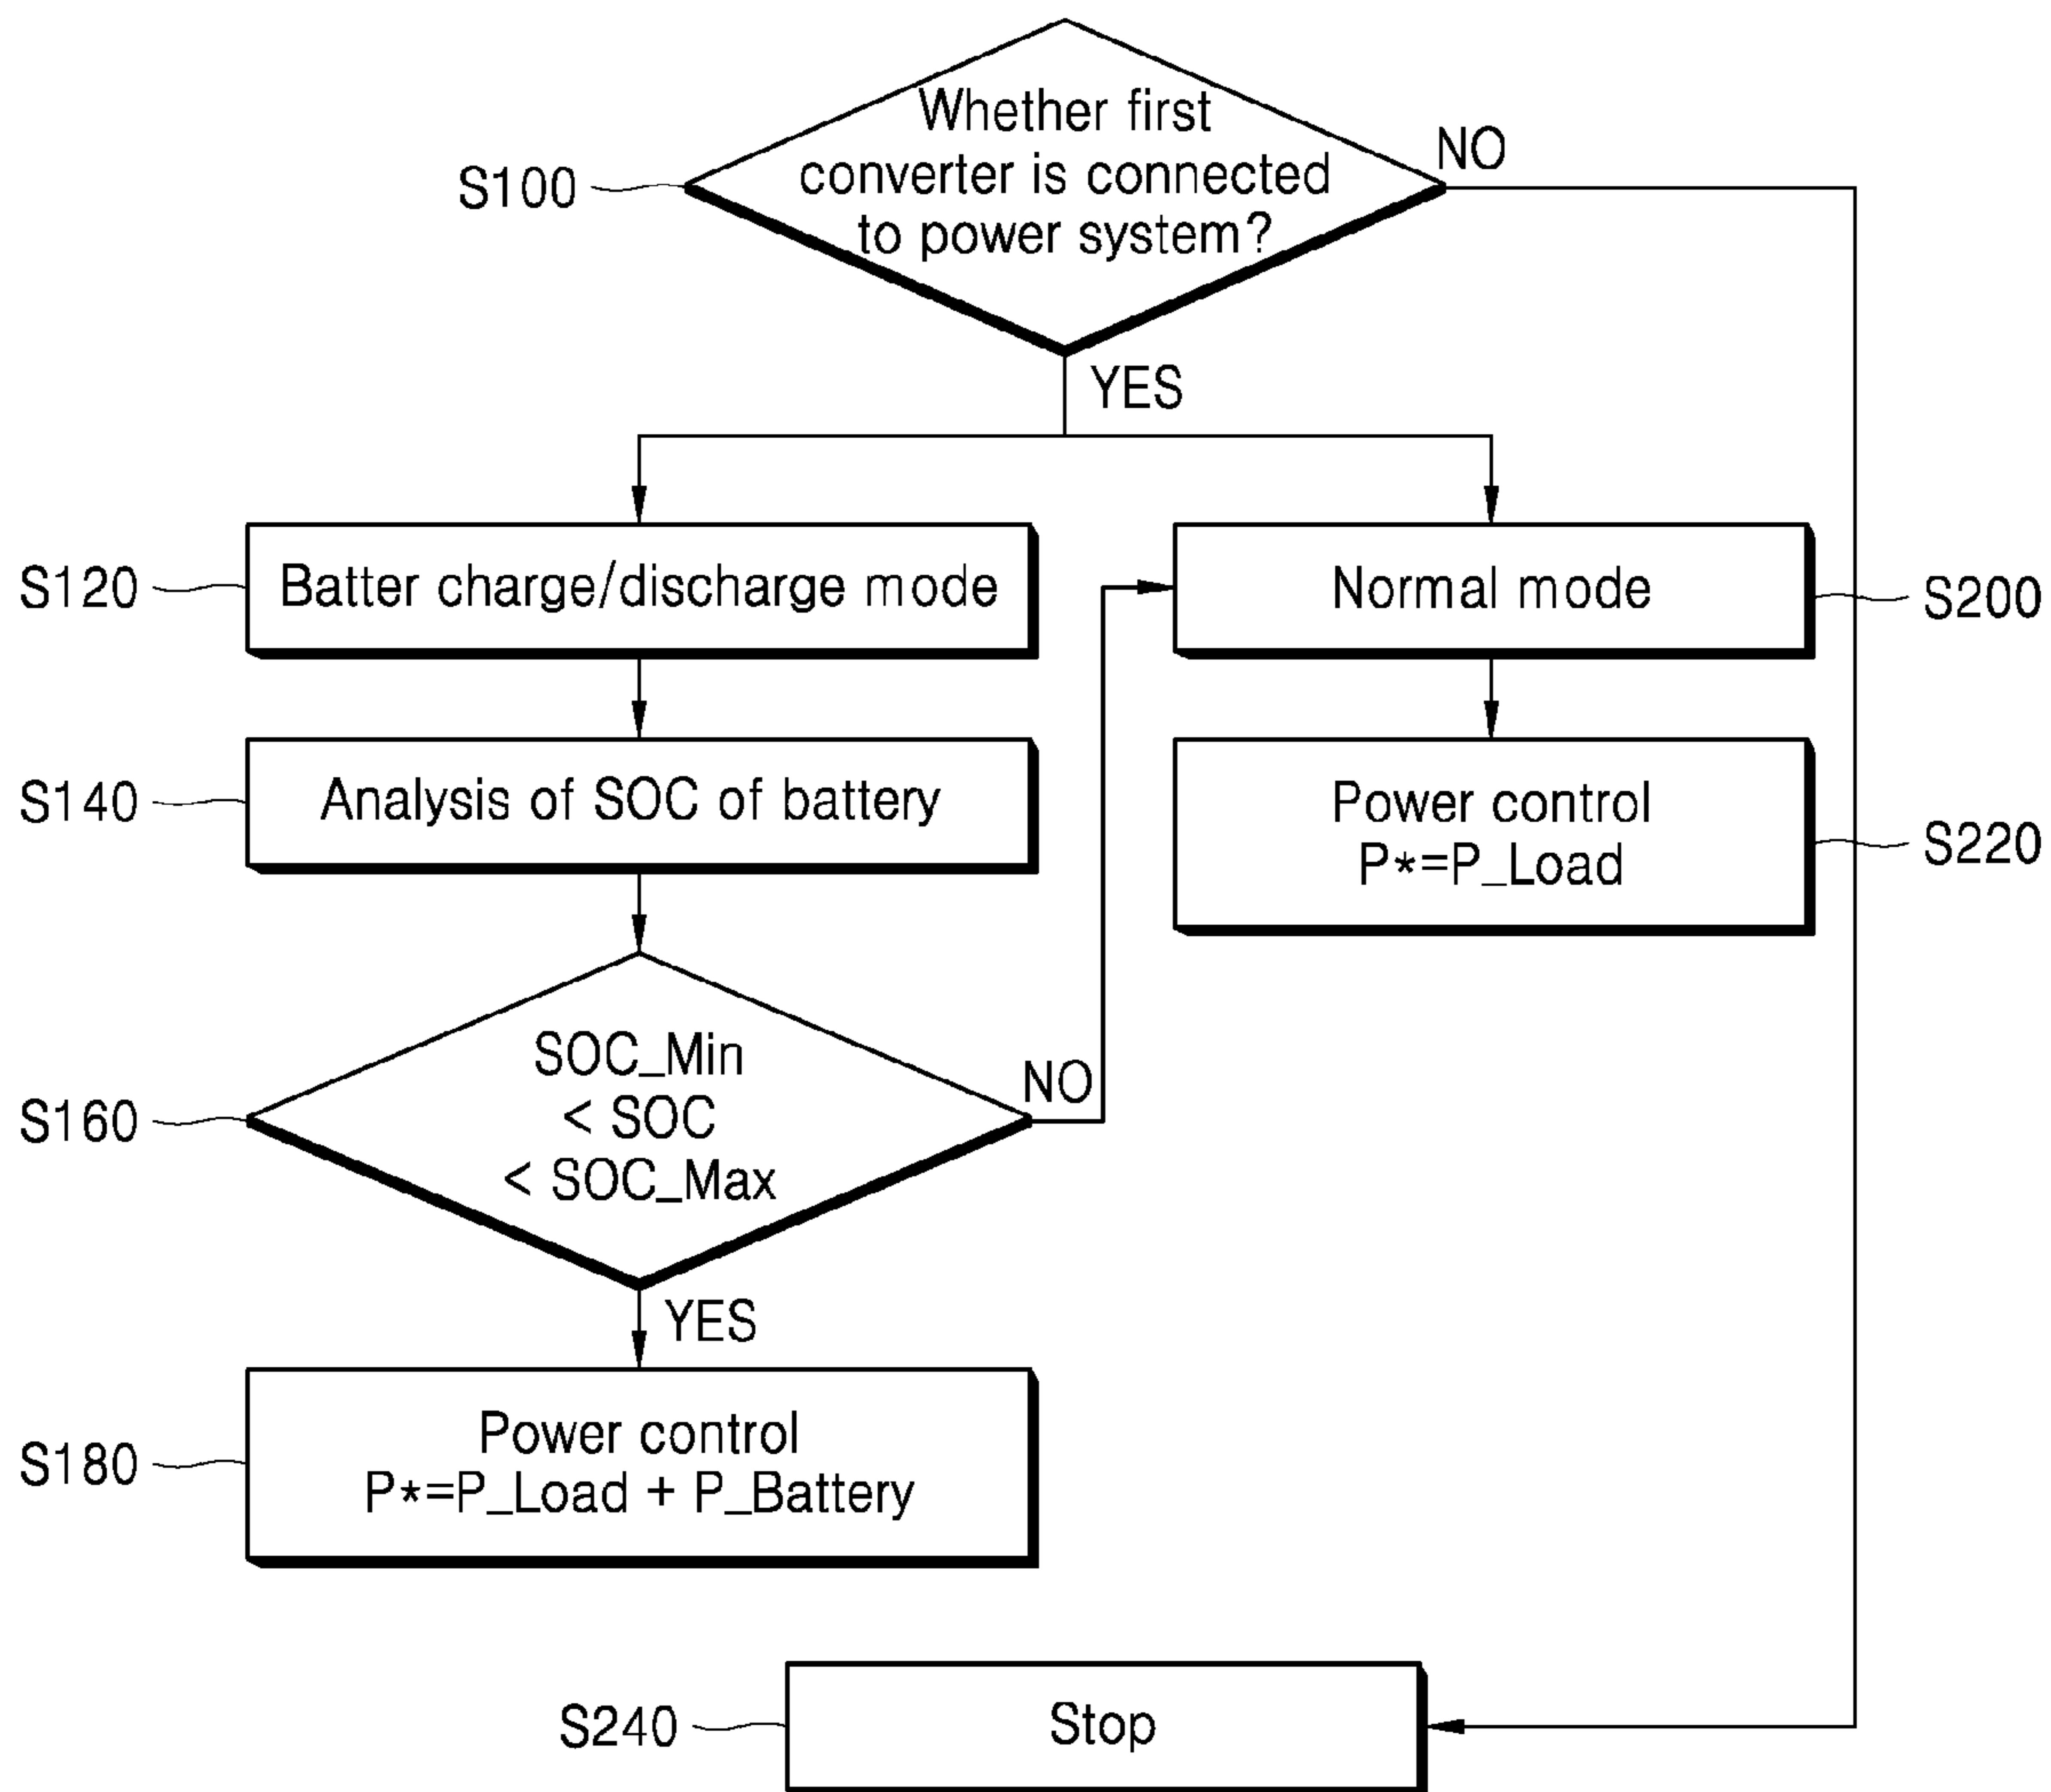 Whether first
converter is connected
to power system?
S100
NO
YES
S120
Batter charge/discharge mode
Normal mode
S200
S140
Analysis of SOC of battery
Power control
P*=P_Load
S220
S160
SOC_Min
< SOC
< SOC_Max
NO
YES
S180
Power control
P*=P_Load + P_Battery
S240
Stop